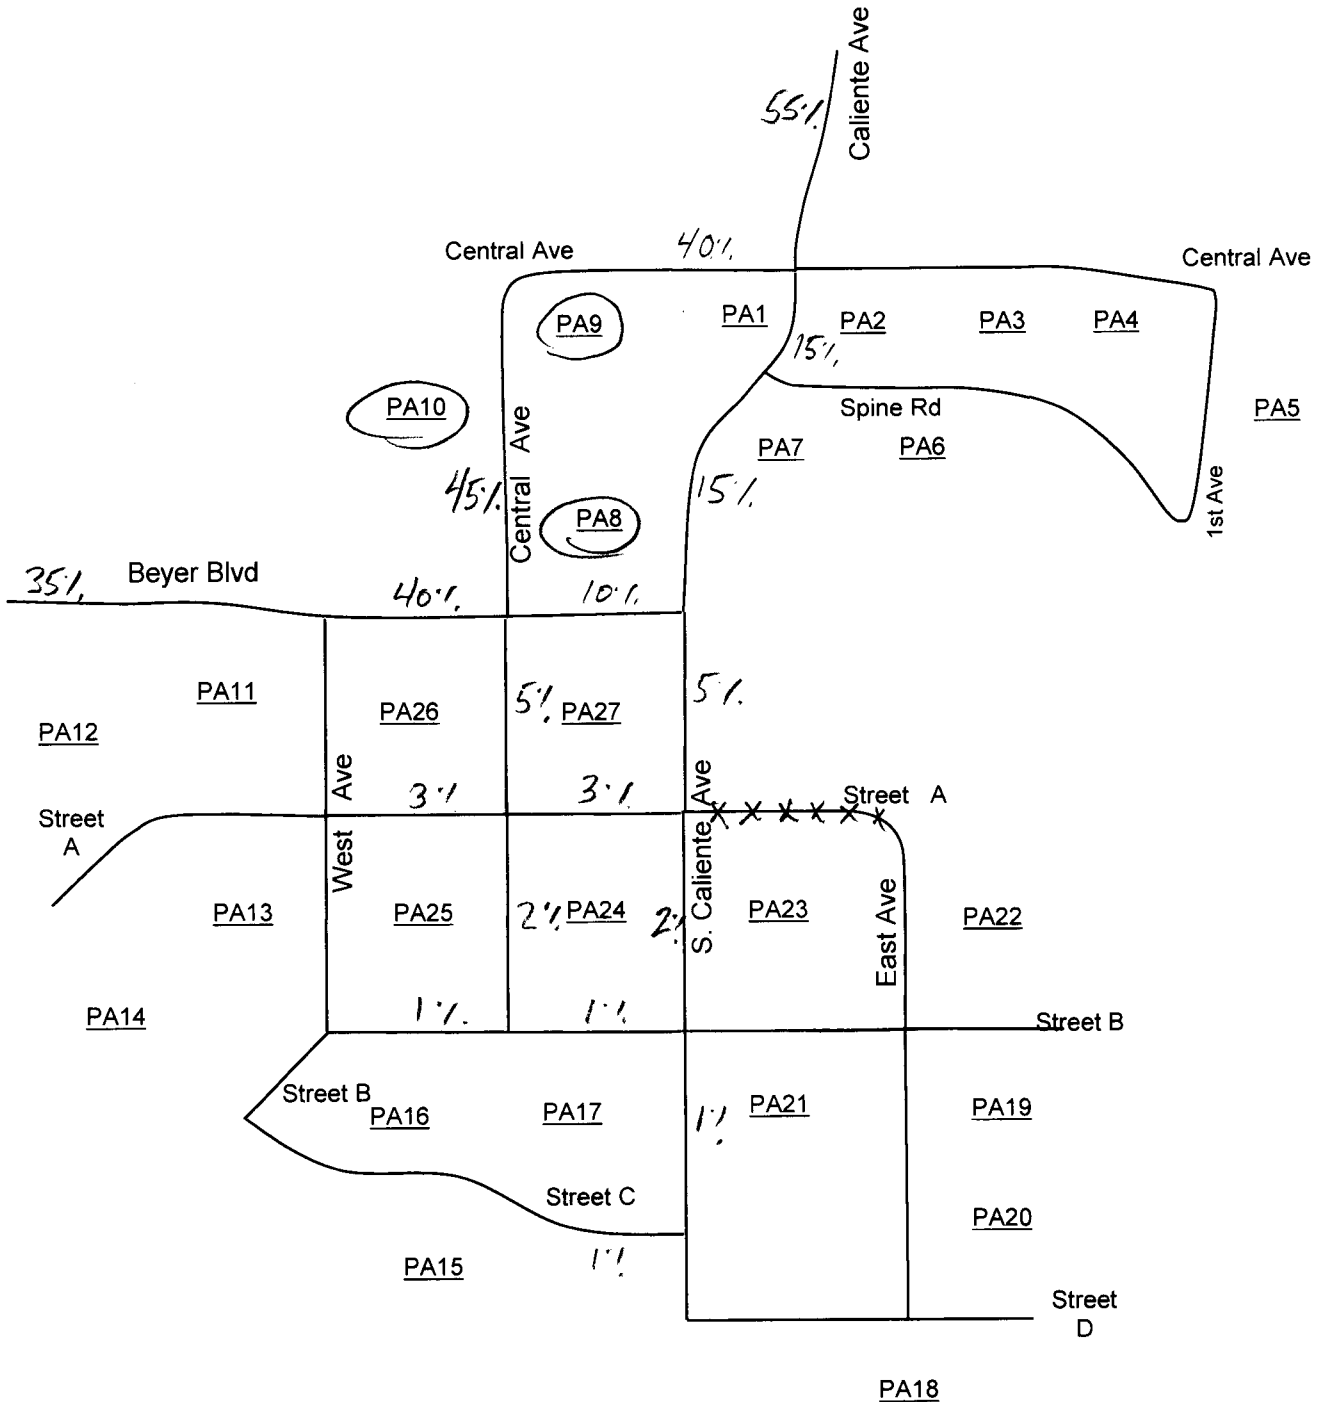 Caliente Ave
55%
Central Ave
40%
Central Ave
PA9
PA1
PA2
PA3
PA4
15%
PA10
Spine Rd
PA5
Central Ave
PA7
PA6
45%
15%
1st Ave
PA8
35%
Beyer Blvd
40%
10%
PA11
PA12
PA26
5%
PA27
5%
West Ave
3%
3%
S. Caliente Ave
Street A
Street
A
PA13
PA25
2%
PA24
2%
PA23
East Ave
PA22
PA14
1%
1%
Street B
Street B
PA16
PA17
1%
PA21
PA19
Street C
PA20
PA15
1%
Street
D
PA18